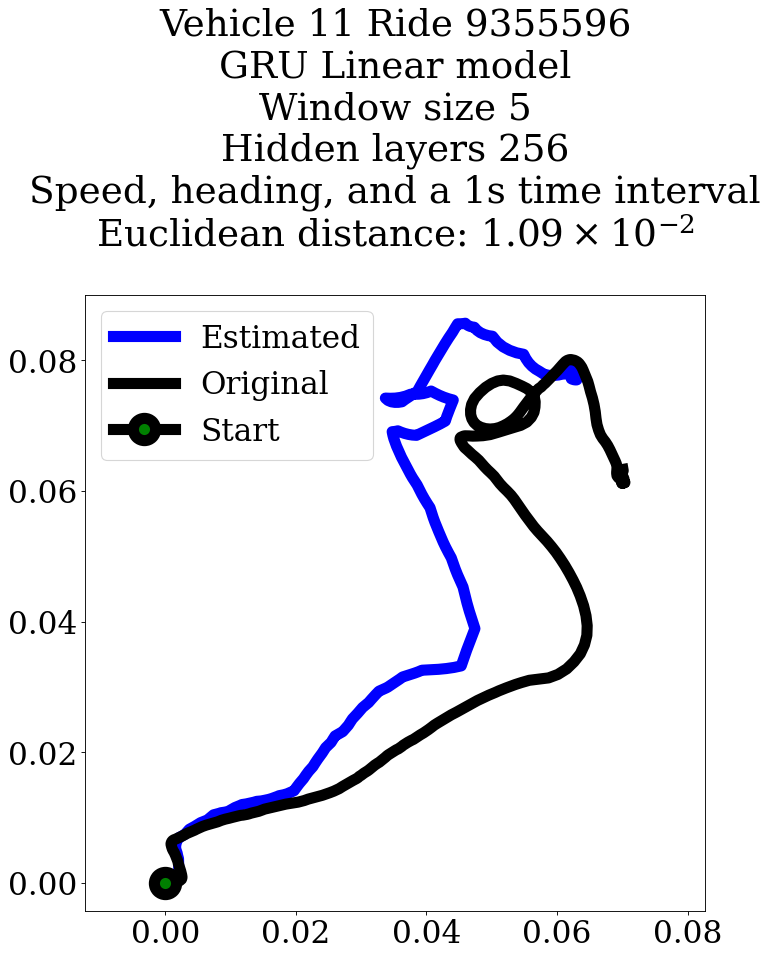 Vehicle 11 Ride 9355596
GRU Linear model
Window size 5
Hidden layers 256
Speed, heading, and a 1s time interval
Euclidean distance: 1.09 × 10⁻²
Estimated
Original
Start
0.08
0.06
0.04
0.02
0.00
0.00 0.02 0.04 0.06 0.08